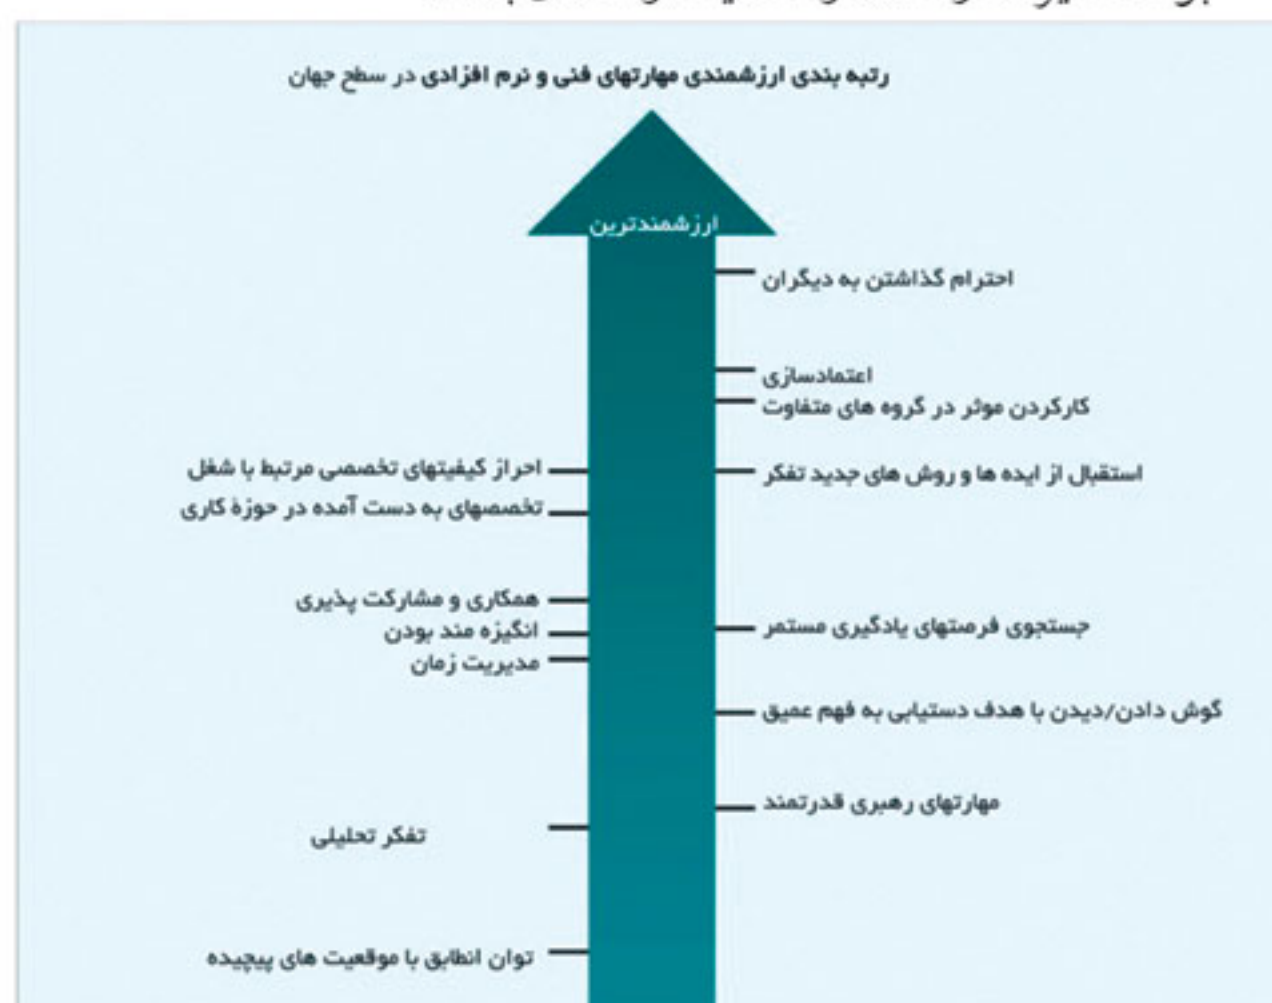 رتبه بندی ارزشمندی مهارتهای فنی و نرم افزادی در سطح جهان
ارزشمندترین
احترام گذاشتن به دیگران
اعتمادسازی
کارکردن موثر در گروه های متفاوت
استقبال از ایده ها و روش های جدید تفکر
احراز کیفیتهای تخصصی مرتبط با شغل
تخصصهای به دست آمده در حوزۀ کاری
همکاری و مشارکت پذیری
جستجوی فرصتهای یادگیری مستمر
انگیزه مند بودن
مدیریت زمان
گوش دادن/دیدن با هدف دستیابی به فهم عمیق
مهارتهای رهبری قدرتمند
تفکر تحلیلی
توان انطابق با موقعیت های پیچیده